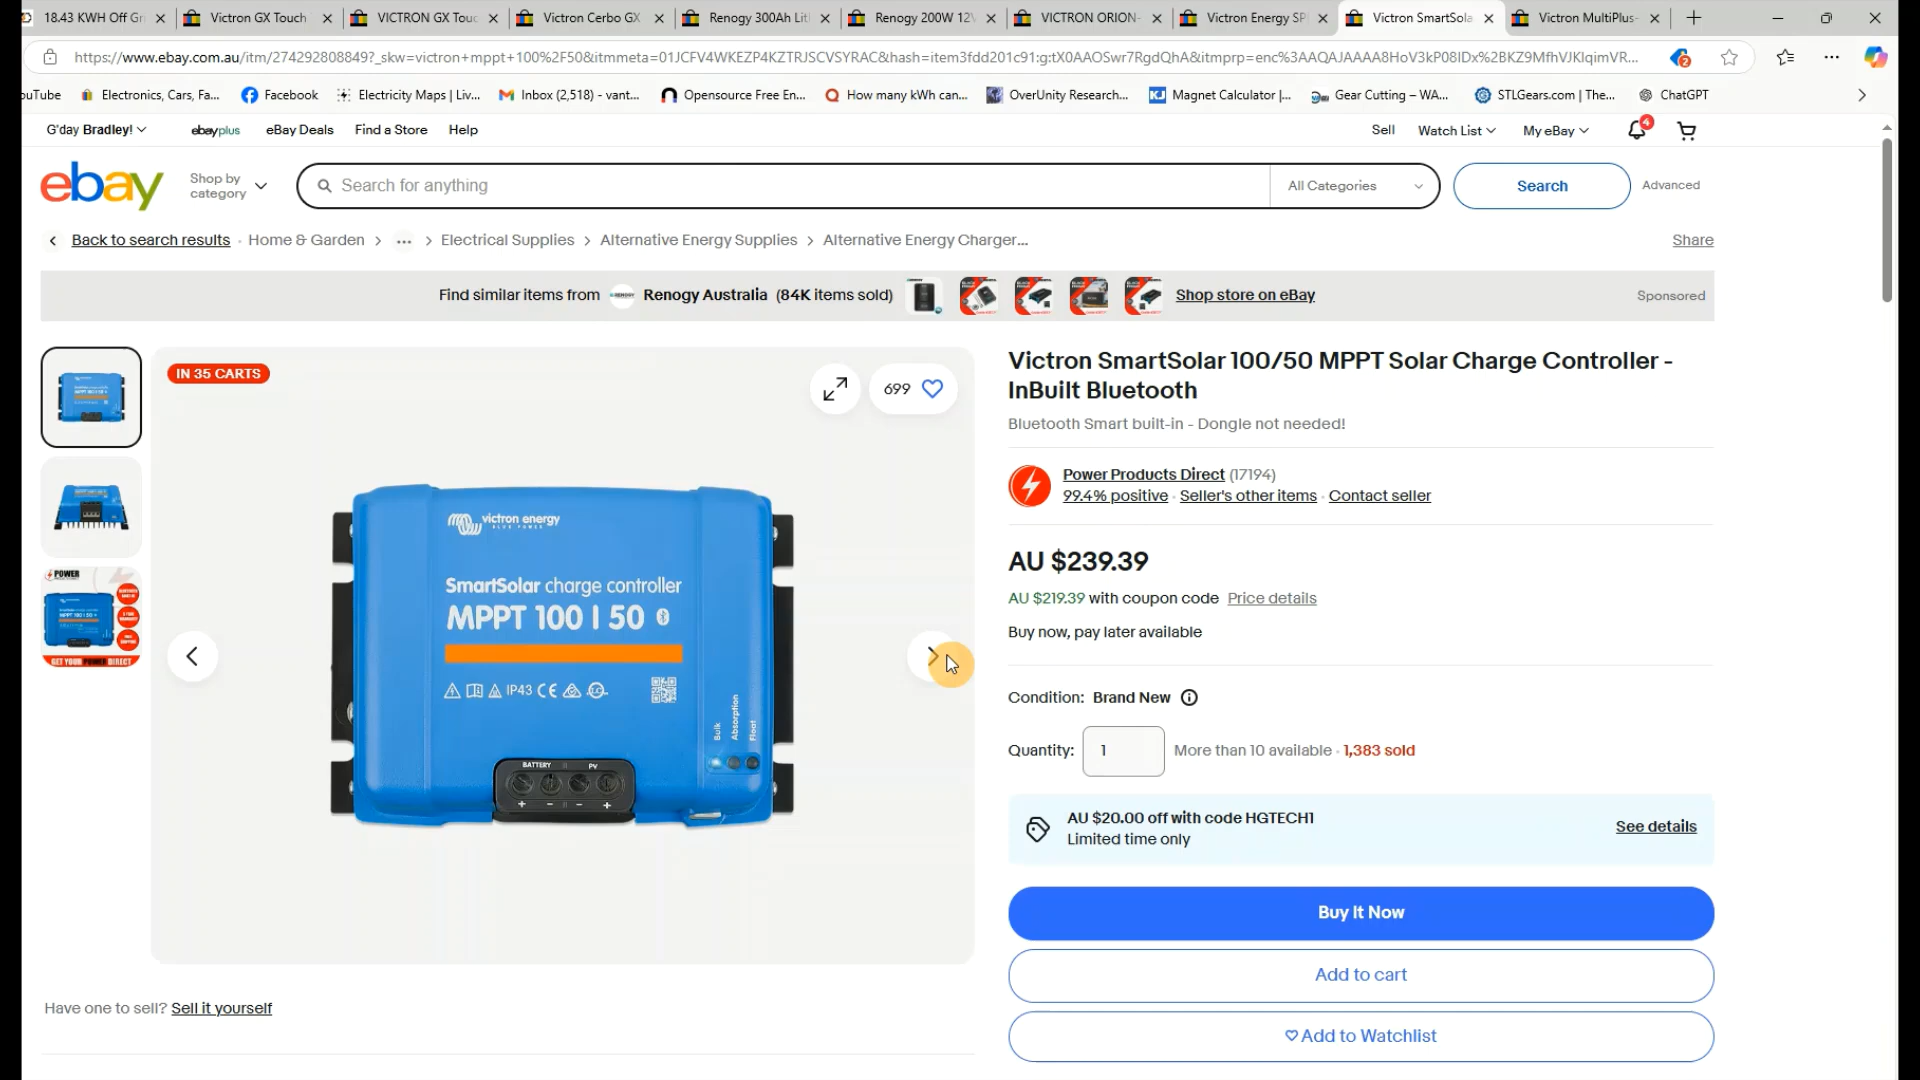 18.43 KWH Off Gr
Victron GX Touch
VICTRON GX Touc
Victron Cerbo GX
Renogy 300Ah Lit
Renogy 200W 12V
VICTRON ORION-
Victron Energy SP
Victron SmartSola
Victron MultiPlus-
https://www.ebay.com.au/itm/274292808849?_skw=victron+mppt+100%2F50&itmmeta=01JCFV4WKEZP4KZTRJSCVSYRAC&hash=item3fdd201c91:g:tX0AAOSwr7RgdQhA&itmprp=enc%3AAQAJAAAA8HoV3kP08IDx%2BKZ9MfhVJKlqimVR...
2
ouTube
Electronics, Cars, Fa...
Facebook
Electricity Maps | Liv...
Inbox (2,518) - vant...
Opensource Free En...
How many kWh can...
OverUnity Research...
Magnet Calculator |...
Gear Cutting – WA...
STLGears.com | The...
ChatGPT
G'day Bradley!
ebayplus
eBay Deals
Find a Store
Help
Sell
Watch List
My eBay
4
ebay
Shop by
category
Search for anything
All Categories
Search
Advanced
Back to search results
Home & Garden
...
Electrical Supplies
Alternative Energy Supplies
Alternative Energy Charger...
Share
Find similar items from
Renogy Australia (84K items sold)
Shop store on eBay
Sponsored
IN 35 CARTS
699
victron energy
BLUE POWER
SmartSolar charge controller
MPPT 100 | 50
IP43 CE
Bulk
Absorption
Float
BATTERY
PV
+ − − +
POWER
GET YOUR POWER DIRECT
Victron SmartSolar 100/50 MPPT Solar Charge Controller -
InBuilt Bluetooth
Bluetooth Smart built-in - Dongle not needed!
Power Products Direct (17194)
99.4% positive · Seller's other items · Contact seller
AU $239.39
AU $219.39 with coupon code Price details
Buy now, pay later available
Condition: Brand New
Quantity: 1 More than 10 available · 1,383 sold
AU $20.00 off with code HGTECH1
Limited time only
See details
Buy It Now
Add to cart
Add to Watchlist
Have one to sell? Sell it yourself